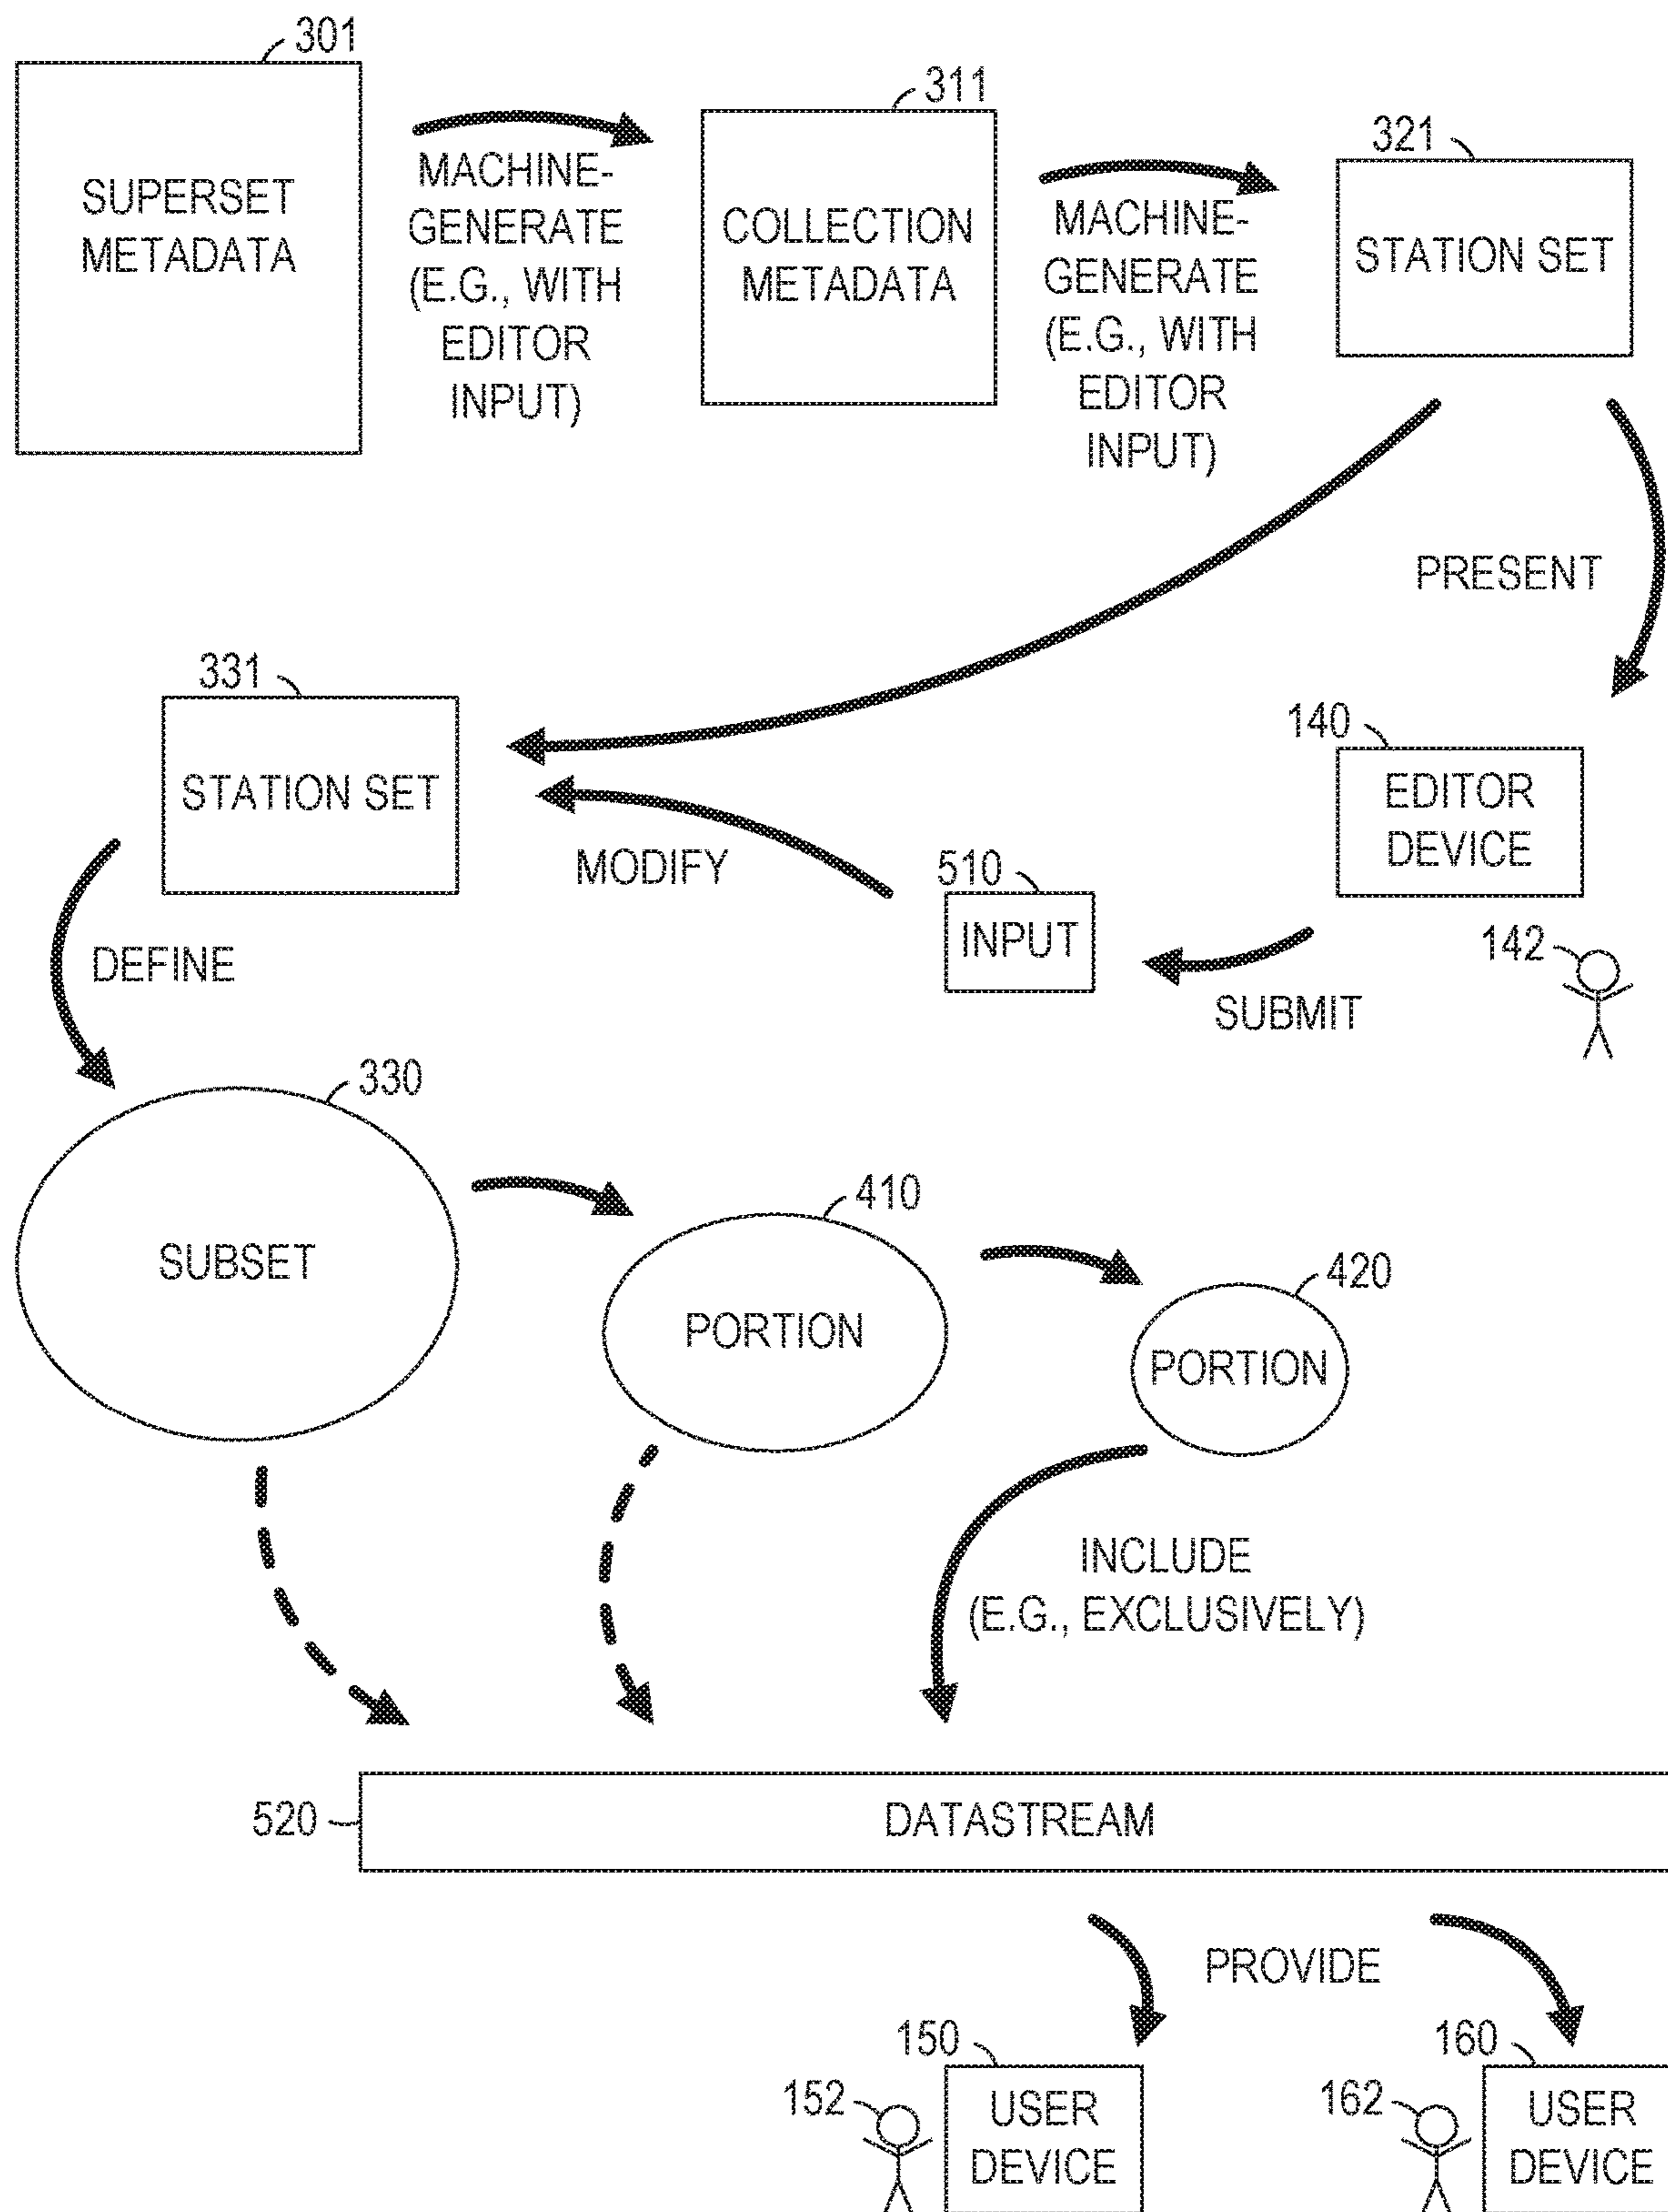 301
SUPERSET
METADATA
MACHINE-
GENERATE
(E.G., WITH
EDITOR
INPUT)
311
COLLECTION
METADATA
MACHINE-
GENERATE
(E.G., WITH
EDITOR
INPUT)
321
STATION SET
PRESENT
331
STATION SET
MODIFY
140
EDITOR
DEVICE
510
INPUT
142
SUBMIT
DEFINE
330
SUBSET
410
PORTION
420
PORTION
INCLUDE
(E.G., EXCLUSIVELY)
520
DATASTREAM
PROVIDE
150
152
USER
DEVICE
160
162
USER
DEVICE